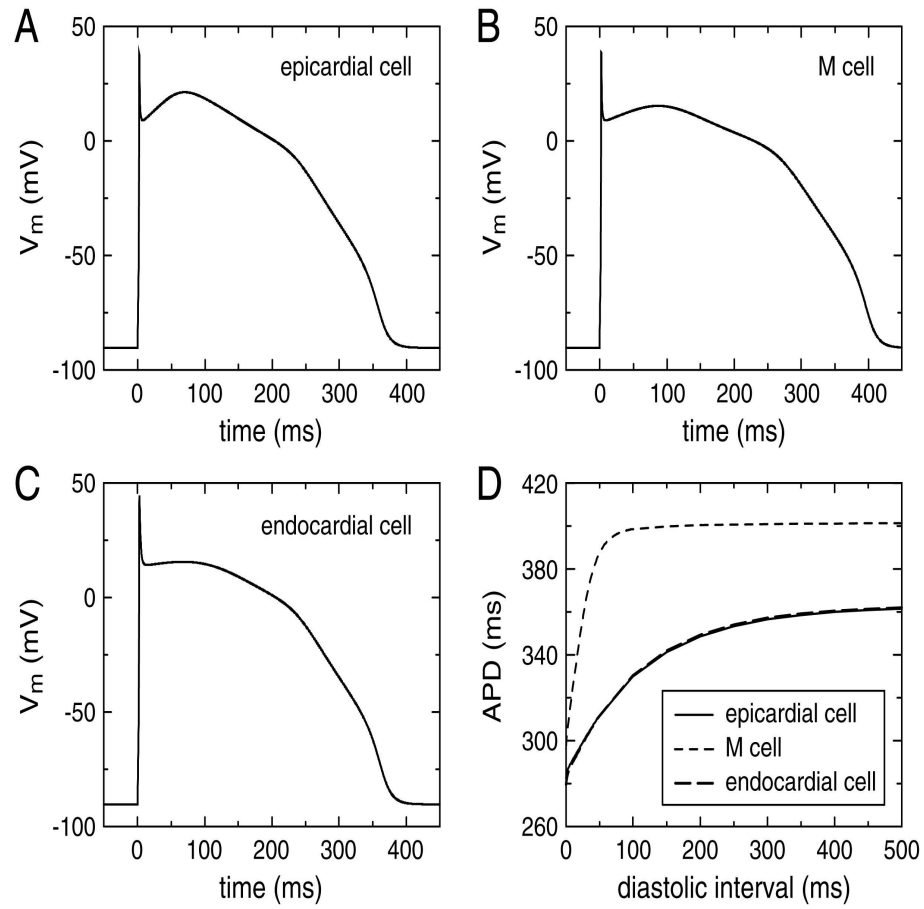 A
epicardial cell
50
0
-50
-100
V_m (mV)
0 100 200 300 400
time (ms)
B
M cell
50
0
-50
-100
V_m (mV)
0 100 200 300 400
time (ms)
C
endocardial cell
50
0
-50
-100
V_m (mV)
0 100 200 300 400
time (ms)
D
420
380
340
300
260
APD (ms)
epicardial cell
M cell
endocardial cell
0 100 200 300 400 500
diastolic interval (ms)